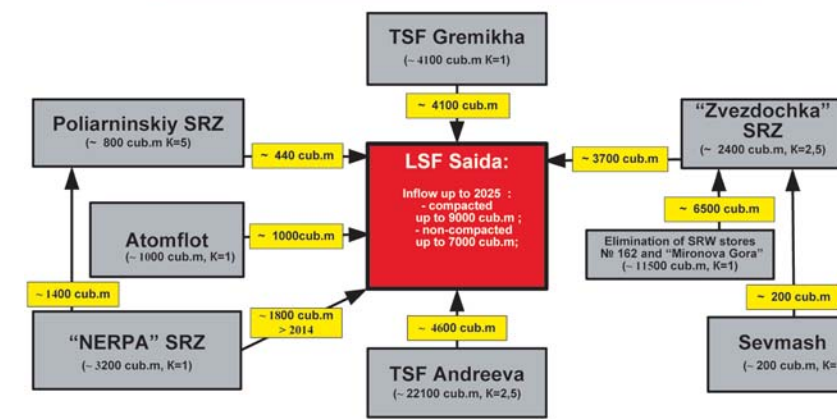 TSF Gremikha
(~ 4100 cub.m K=1)
~ 4100 cub.m
Poliarninskiy SRZ
(~ 800 cub.m K=5)
~ 440 cub.m
LSF Saida:
Inflow up to 2025 :
- compacted
up to 9000 cub.m ;
- non-compacted
up to 7000 cub.m;
~ 3700 cub.m
"Zvezdochka"
SRZ
(~ 2400 cub.m, K=2,5)
Atomflot
(~ 1000 cub.m, K=1)
~ 1000cub.m
~ 6500 cub.m
Elimination of SRW stores
№ 162 and "Mironova Gora"
(~ 11500 cub.m, K=1)
~ 1400 cub.m
~ 1800 cub.m
> 2014
~ 4600 cub.m
~ 200 cub.m
"NERPA" SRZ
(~ 3200 cub.m, K=1)
TSF Andreeva
(~ 22100 cub.m, K=2,5)
Sevmash
(~ 200 cub.m, K=